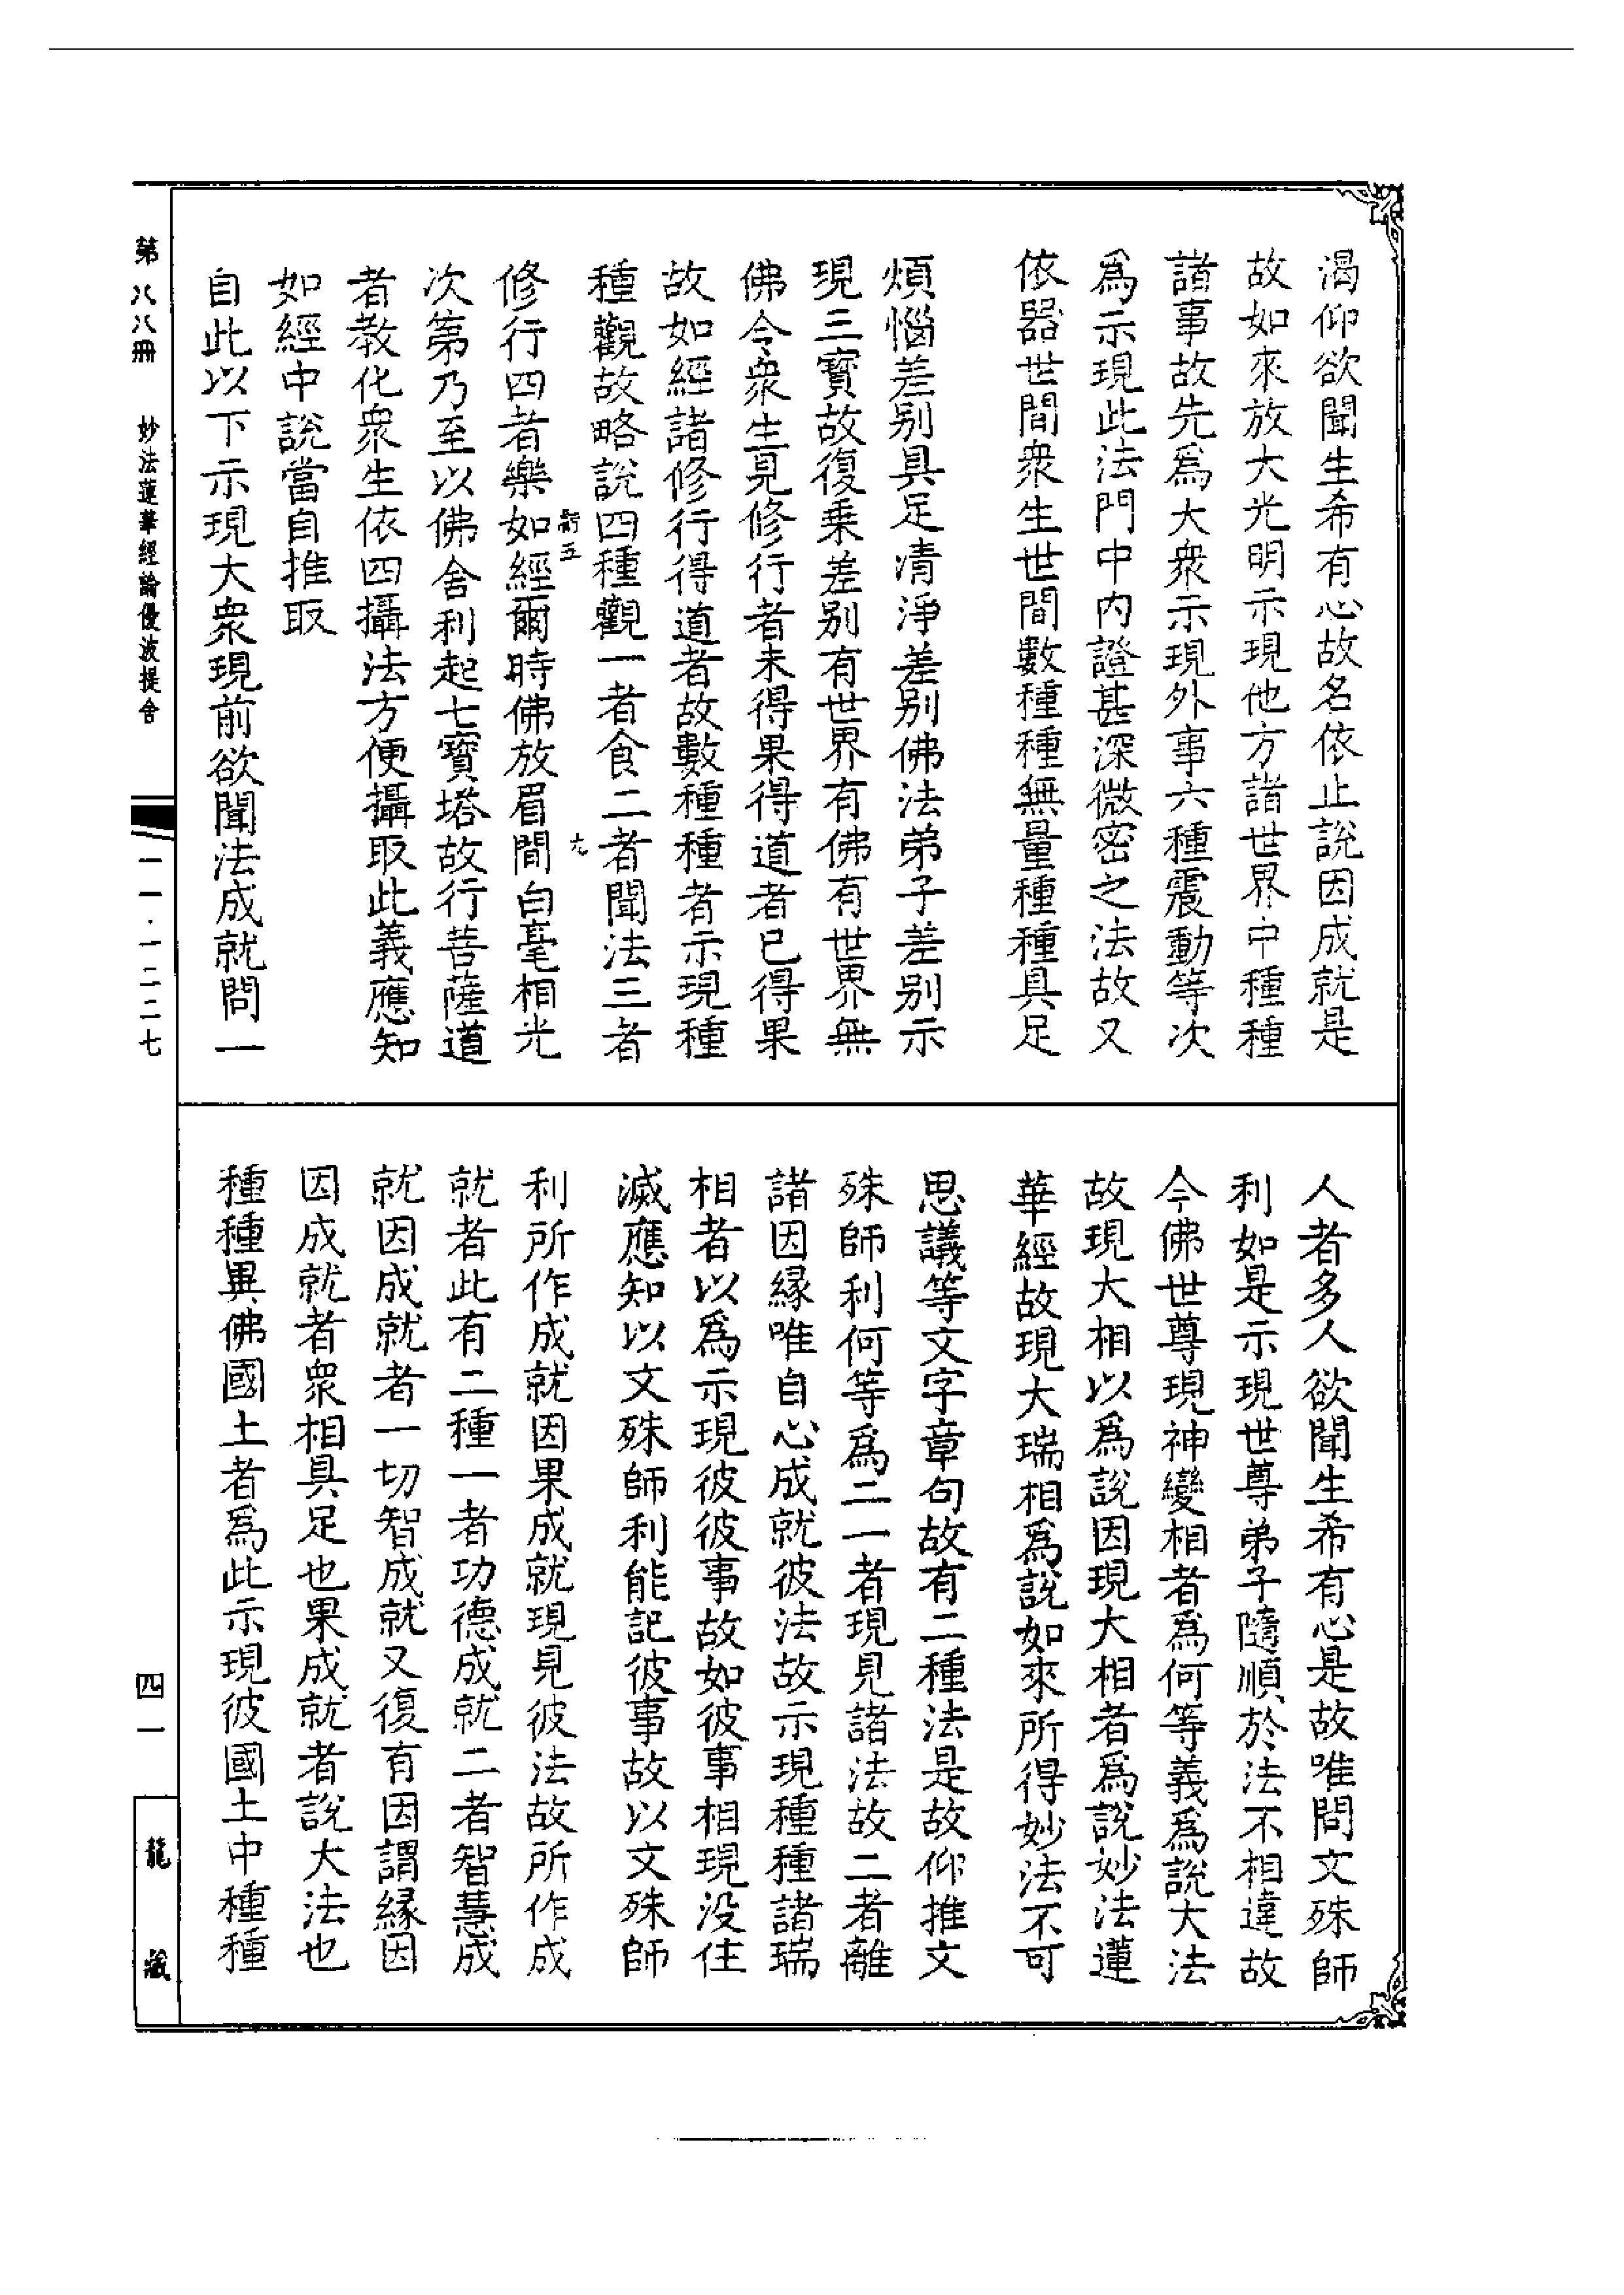 渴仰欲聞生希有心故名依止說因成就是
故如來放大光明示現他方諸世界中種種
諸事故先爲大衆示現外事六種震動等次
爲示現此法門中内證甚深微密之法故又
依器世間衆生世間數種種無量種種具足
煩惱差别具足清淨差别佛法弟子差别示
現三寶故復乗差别有世界有佛有世界無
佛令衆生見修行者未得果得道者已得果
故如經諸修行得道者故數種種者示現種
種觀故略說四種觀一者食二者聞法三者
修行四者樂如經爾時佛放眉間白毫相光
次第乃至以佛舍利起七寶塔故行菩薩道
者教化衆生依四攝法方便攝取此義應知
如經中說當自推取
自此以下示現大衆現前欲聞法成就問一
人者多人欲聞生希有心是故唯問文殊師
利如是示現世尊弟子隨順於法不相違故
今佛世尊現神變相者爲何等義爲說大法
故現大相以爲說因現大相者爲說妙法蓮
華經故現大瑞相爲說如來所得妙法不可
思議等文字章句故有二種法是故仰推文
殊師利何等爲二一者現見諸法故二者離
諸因縁唯自心成就彼法故示現種種諸瑞
相者以爲示現彼彼事故如彼事相現没住
滅應知以文殊師利能記彼事故以文殊師
利所作成就因果成就現見彼法故所作成
就者此有二種一者功德成就二者智慧成
就因成就者一切智成就又復有因謂縁因
因成就者衆相具足也果成就者說大法也
種種異佛國土者爲此示現彼國土中種種
五
九
第八八冊 妙法蓮華經論優波提舍
一一·一二二七
四一
龍藏